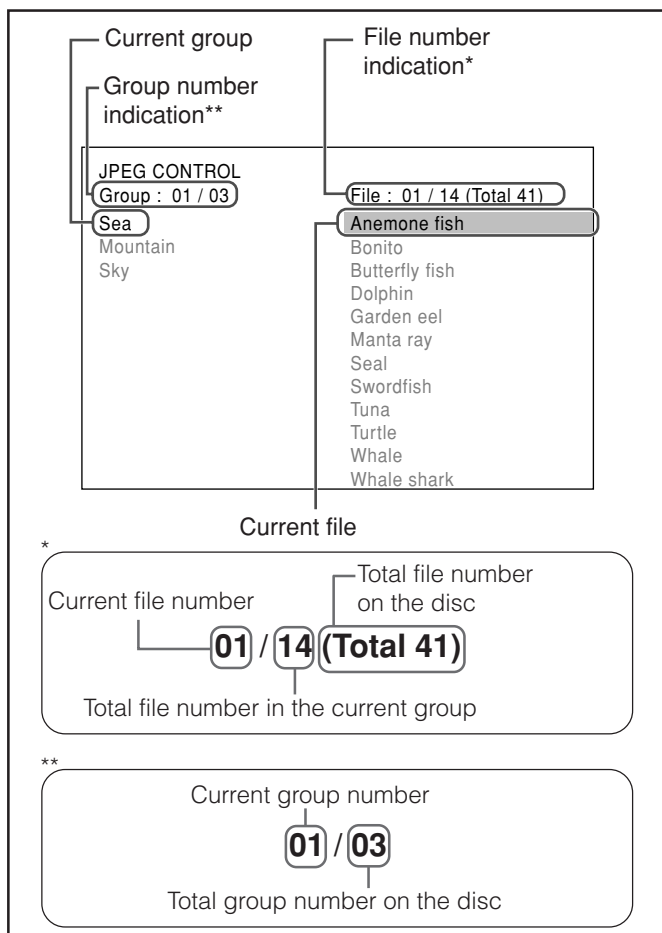 Current group
File number
indication*
Group number
indication**
JPEG CONTROL
Group : 01 / 03
File : 01 / 14 (Total 41)
Sea
Mountain
Sky
Anemone fish
Bonito
Butterfly fish
Dolphin
Garden eel
Manta ray
Seal
Swordfish
Tuna
Turtle
Whale
Whale shark
Current file
*
Total file number
on the disc
Current file number
01 / 14 (Total 41)
Total file number in the current group
**
Current group number
01 / 03
Total group number on the disc